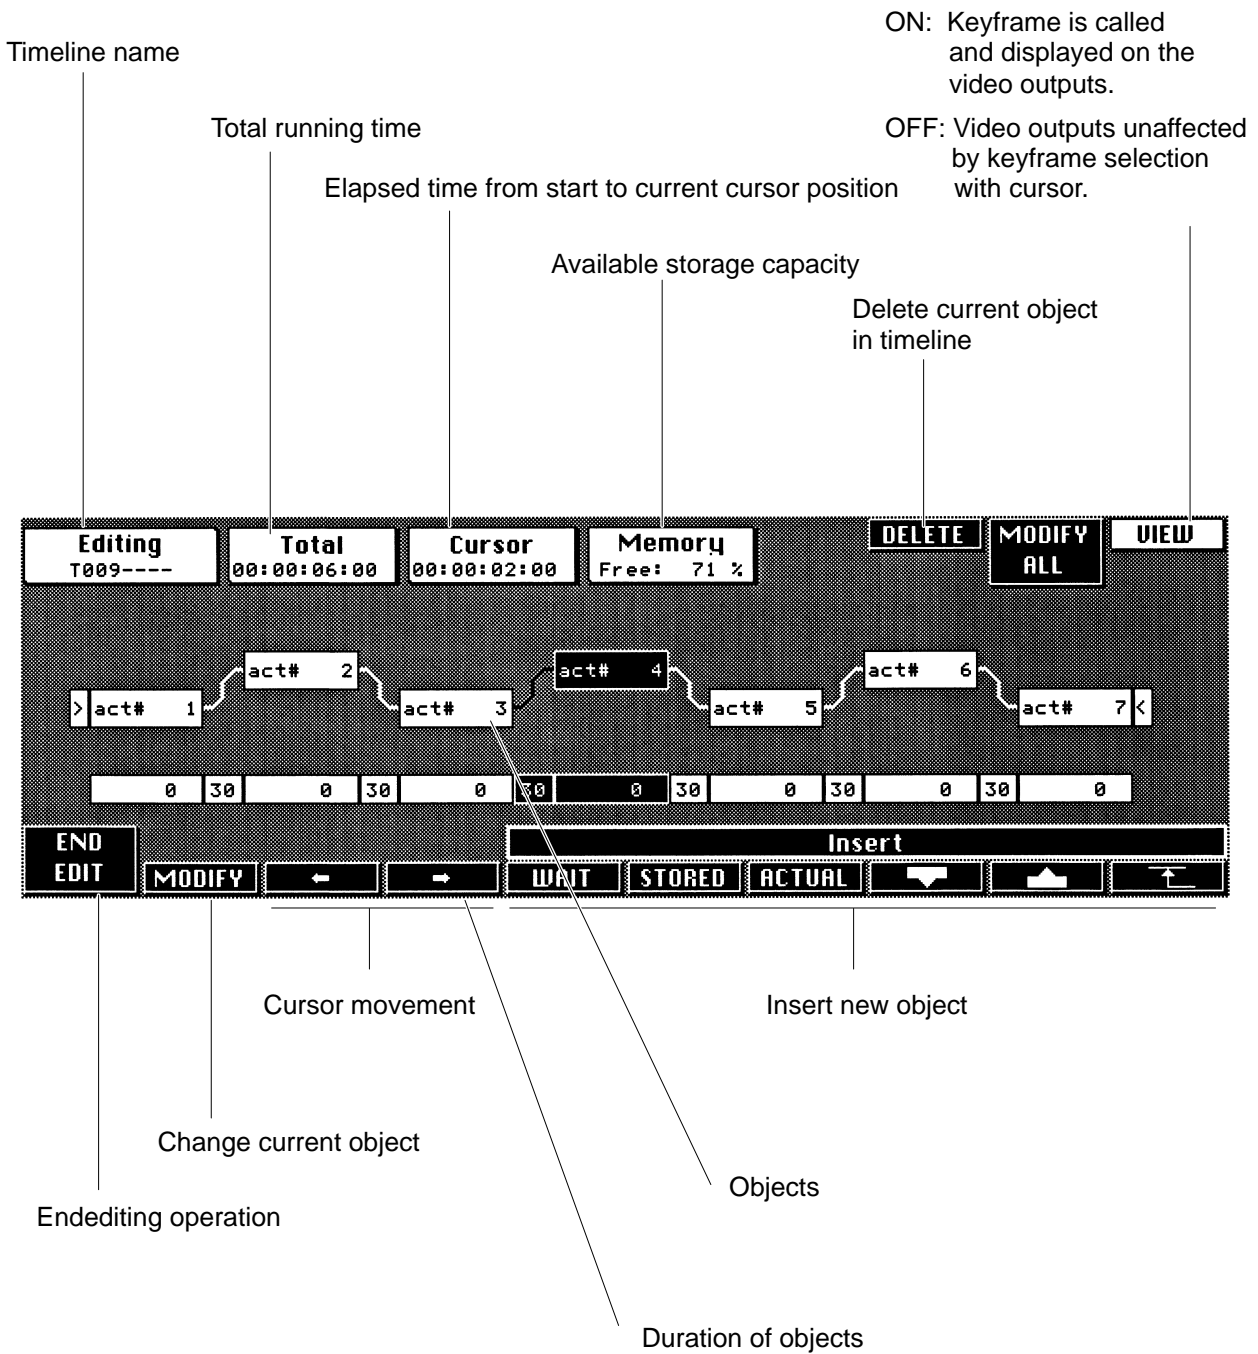 ON: Keyframe is called
and displayed on the
video outputs.
Timeline name
Total running time
OFF: Video outputs unaffected
by keyframe selection
with cursor.
Elapsed time from start to current cursor position
Available storage capacity
Delete current object
in timeline
Editing
T009----
Total
00:00:06:00
Cursor
00:00:02:00
Memory
Free: 71 %
DELETE
MODIFY
ALL
VIEW
act# 2
act# 4
act# 6
> act# 1
act# 3
act# 5
act# 7 <
0 30 0 30 0 30 0 30 0 30 0 30 0
END
EDIT
Insert
MODIFY
WAIT
STORED
ACTUAL
Cursor movement
Insert new object
Change current object
Objects
Endediting operation
Duration of objects